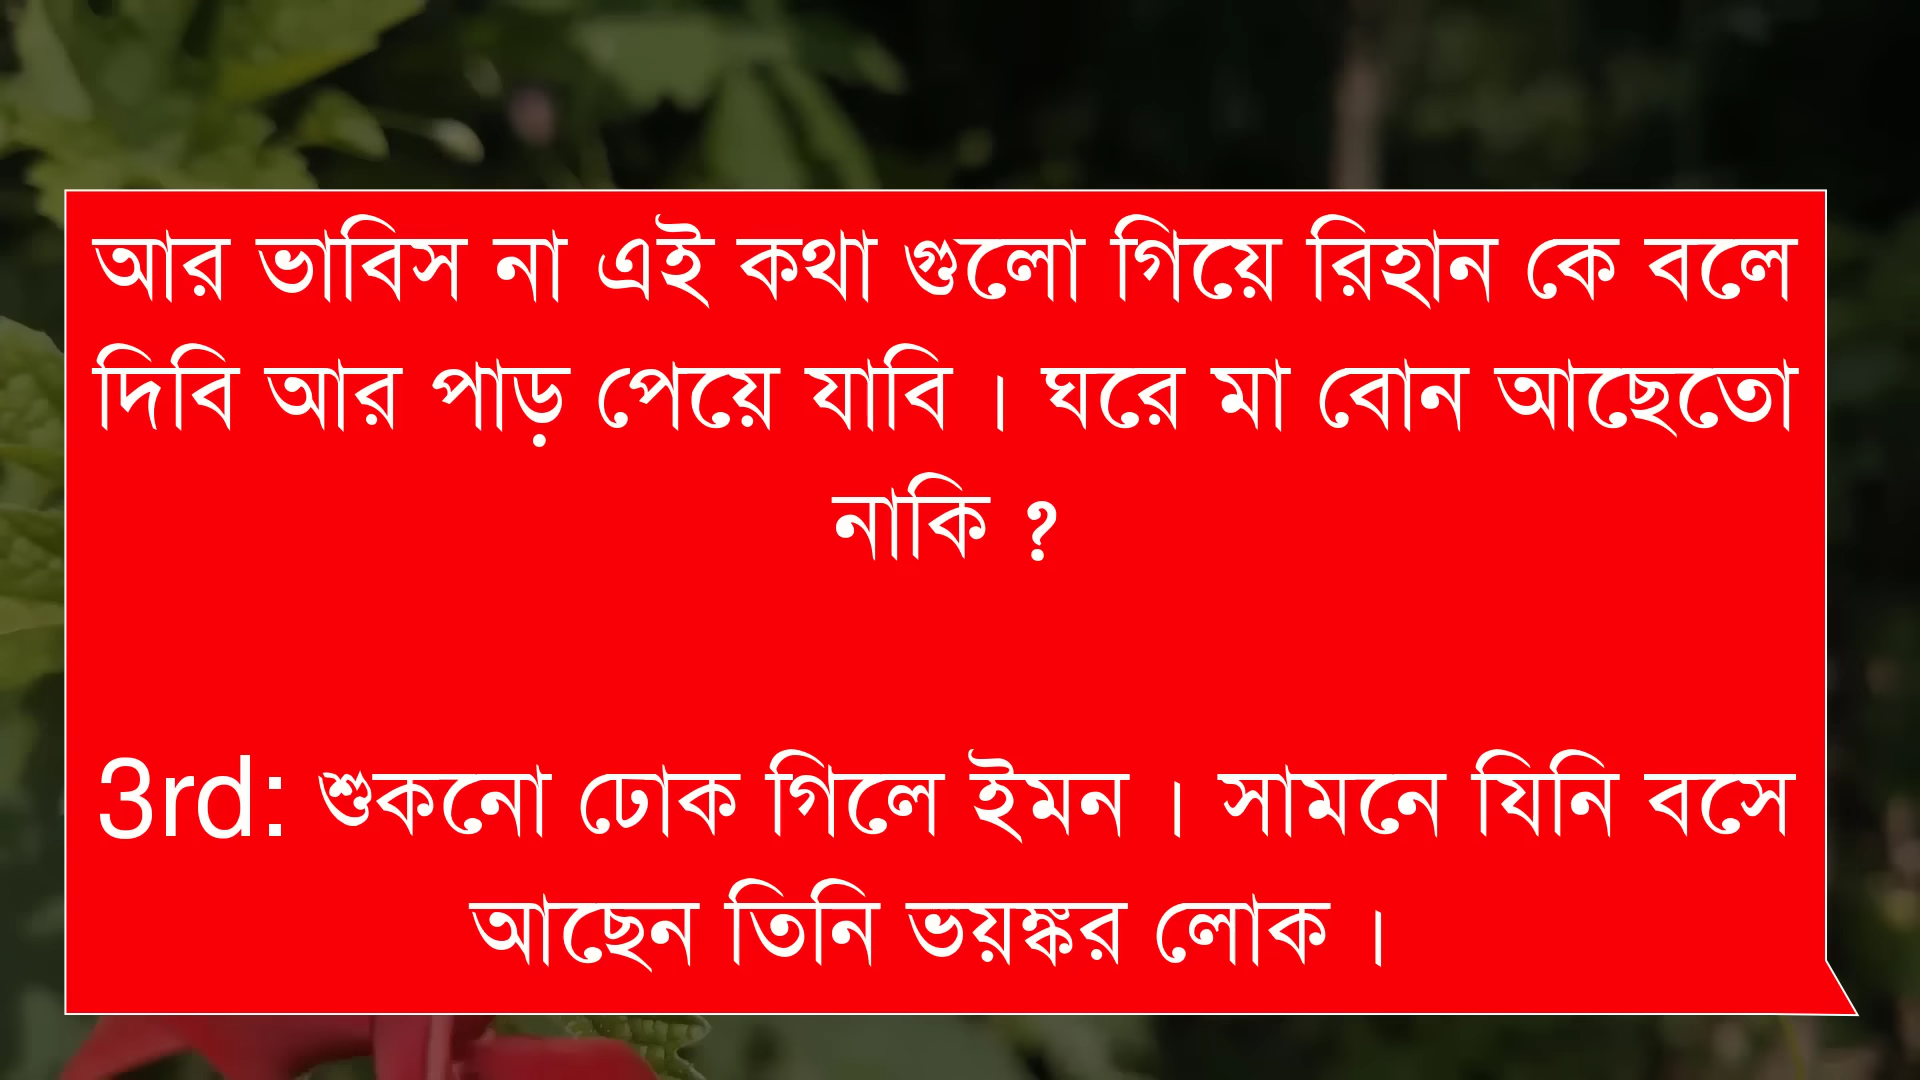 আর ভাবিস না এই কথা গুলো গিয়ে রিহান কে বলে
দিবি আর পাড় পেয়ে যাবি । ঘরে মা বোন আছেতো
নাকি ?
3rd: শুকনো ঢোক গিলে ইমন । সামনে যিনি বসে
আছেন তিনি ভয়ঙ্কর লোক ।